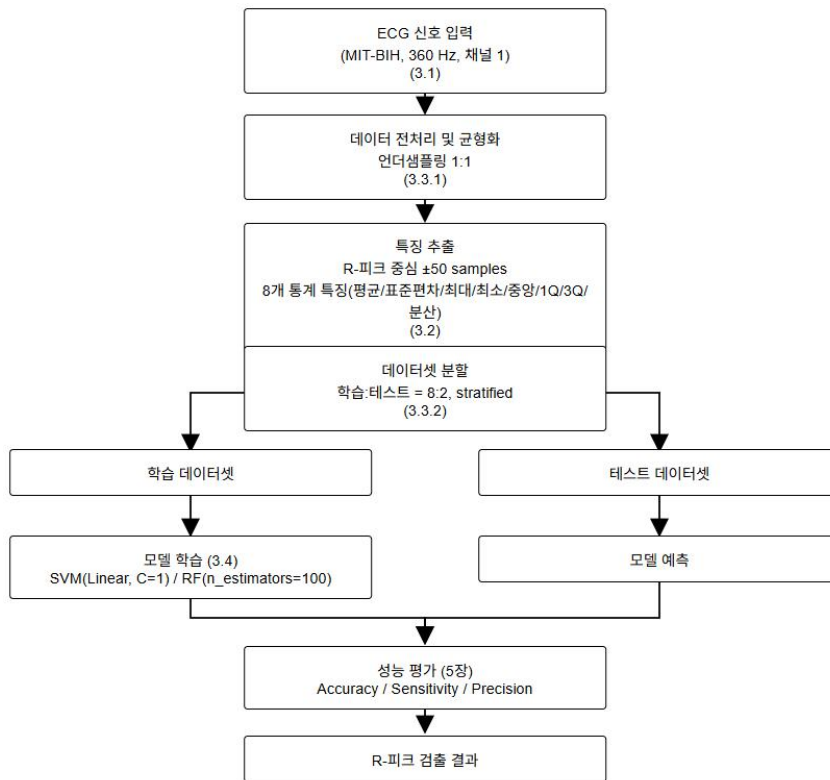 ECG 신호 입력
(MIT-BIH, 360 Hz, 채널 1)
(3.1)
데이터 전처리 및 균형화
언더샘플링 1:1
(3.3.1)
특징 추출
R-피크 중심 ±50 samples
8개 통계 특징(평균/표준편차/최대/최소/중앙/1Q/3Q/
분산)
(3.2)
데이터셋 분할
학습:테스트 = 8:2, stratified
(3.3.2)
학습 데이터셋
테스트 데이터셋
모델 학습 (3.4)
SVM(Linear, C=1) / RF(n_estimators=100)
모델 예측
성능 평가 (5장)
Accuracy / Sensitivity / Precision
R-피크 검출 결과